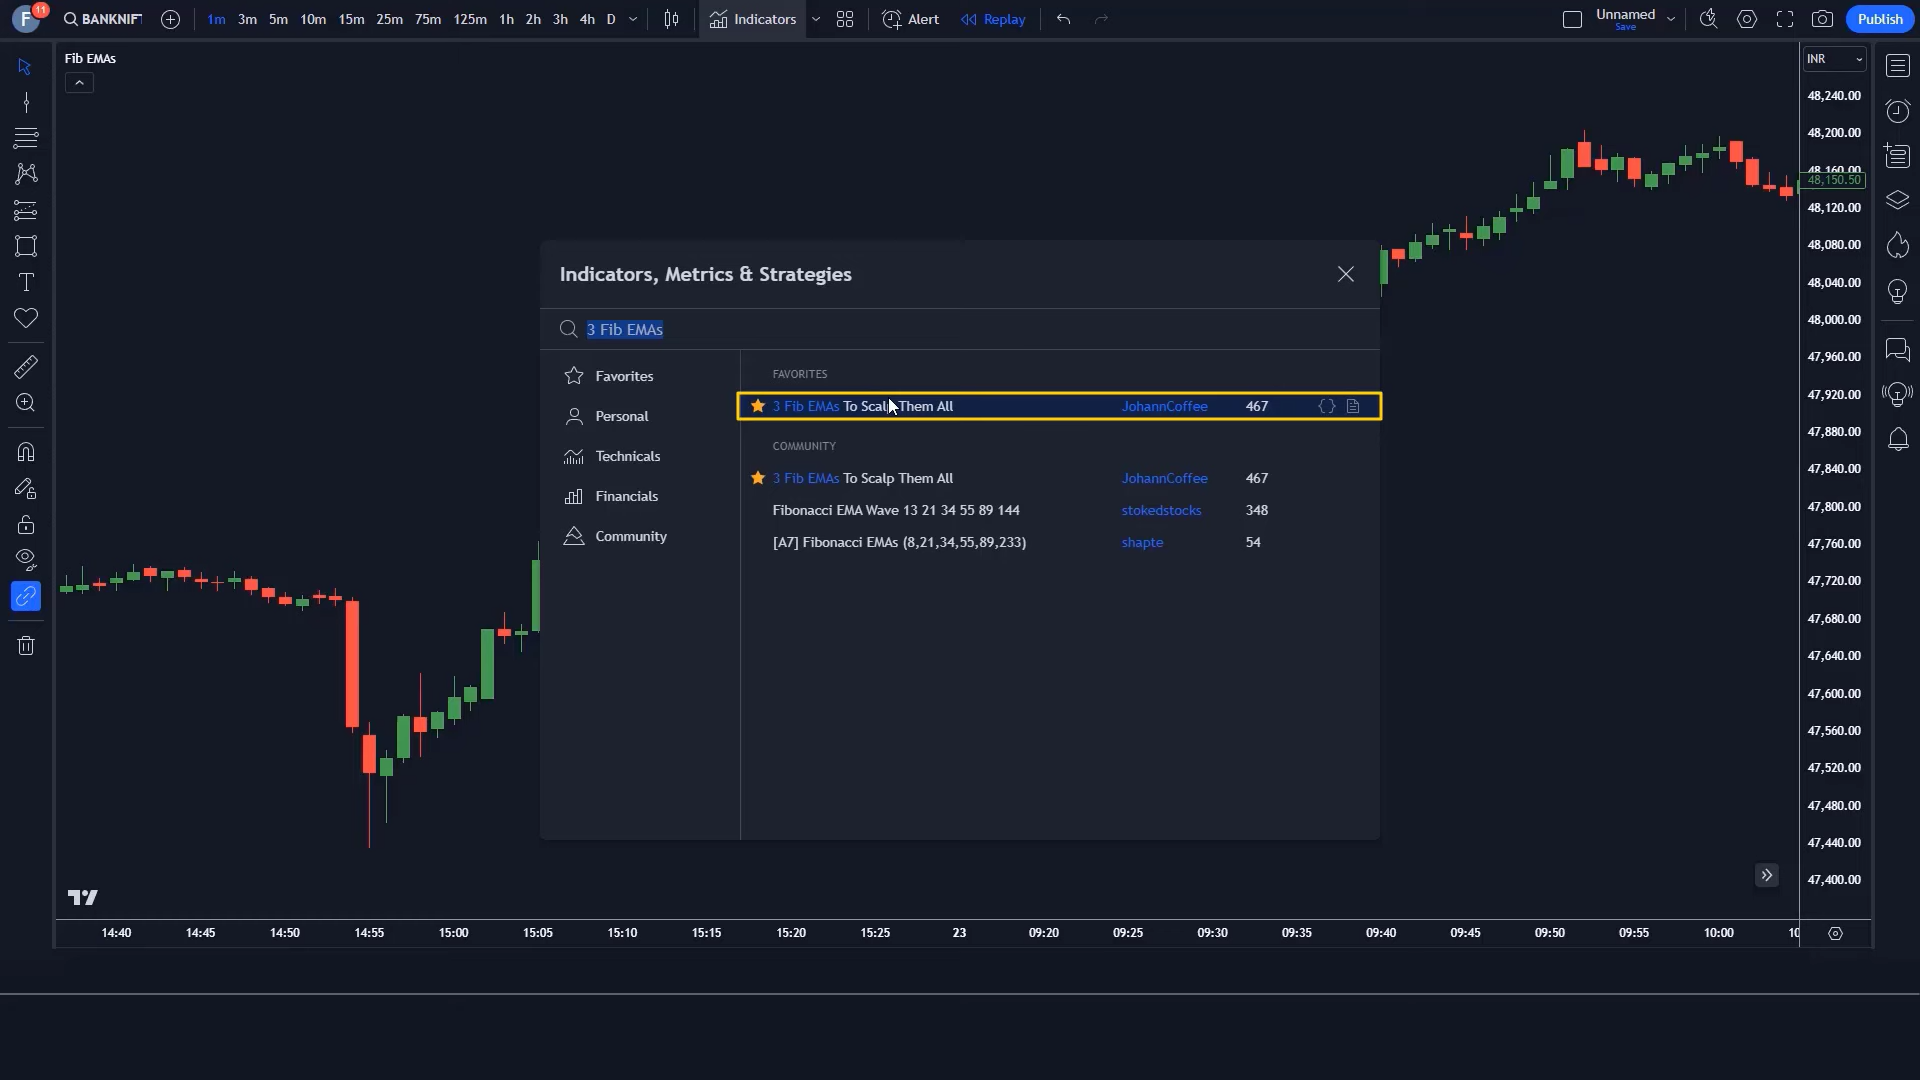 F 11 BANKNIF 1m 3m 5m 10m 15m 25m 75m 125m 1h 2h 3h 4h D Indicators Alert Replay Unnamed Save Publish
Fib EMAs
INR
48,240.00
48,200.00
48,160.00
48,150.50
48,120.00
48,080.00
48,040.00
48,000.00
47,960.00
47,920.00
47,880.00
47,840.00
47,800.00
47,760.00
47,720.00
47,680.00
47,640.00
47,600.00
47,560.00
47,520.00
47,480.00
47,440.00
47,400.00
Indicators, Metrics & Strategies
3 Fib EMAs
Favorites
Personal
Technicals
Financials
Community
FAVORITES
3 Fib EMAs To Scalp Them All JohannCoffee 467
COMMUNITY
3 Fib EMAs To Scalp Them All JohannCoffee 467
Fibonacci EMA Wave 13 21 34 55 89 144 stokedstocks 348
[A7] Fibonacci EMAs (8,21,34,55,89,233) shapte 54
14:40 14:45 14:50 14:55 15:00 15:05 15:10 15:15 15:20 15:25 23 09:20 09:25 09:30 09:35 09:40 09:45 09:50 09:55 10:00 10